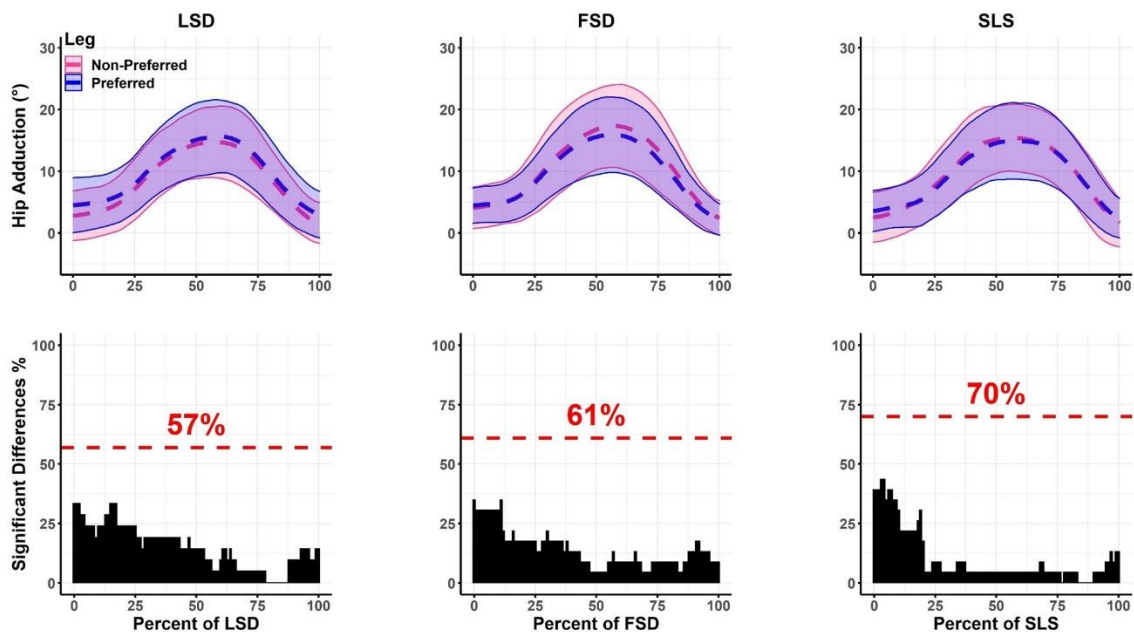 LSD
FSD
SLS
Leg
Non-Preferred
Preferred
Hip Adduction (°)
30
20
10
0
0 25 50 75 100
30
20
10
0
0 25 50 75 100
30
20
10
0
0 25 50 75 100
Significant Differences %
100
75
50
25
0
57%
0 25 50 75 100
Percent of LSD
100
75
50
25
0
61%
0 25 50 75 100
Percent of FSD
100
75
50
25
0
70%
0 25 50 75 100
Percent of SLS